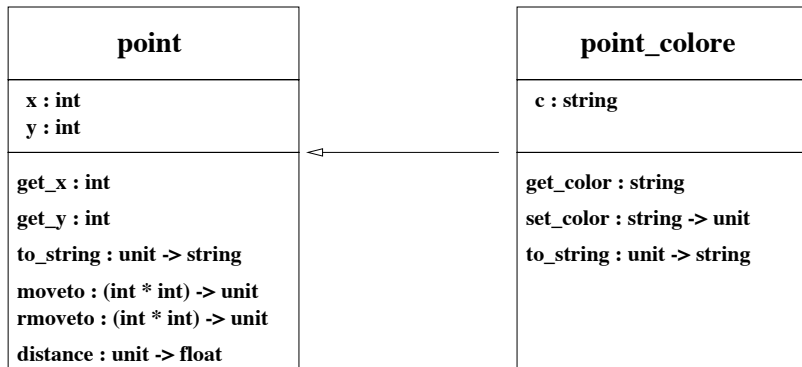 point
x : int
y : int
get_x : int
get_y : int
to_string : unit -> string
moveto : (int * int) -> unit
rmoveto : (int * int) -> unit
distance : unit -> float
point_colore
c : string
get_color : string
set_color : string -> unit
to_string : unit -> string